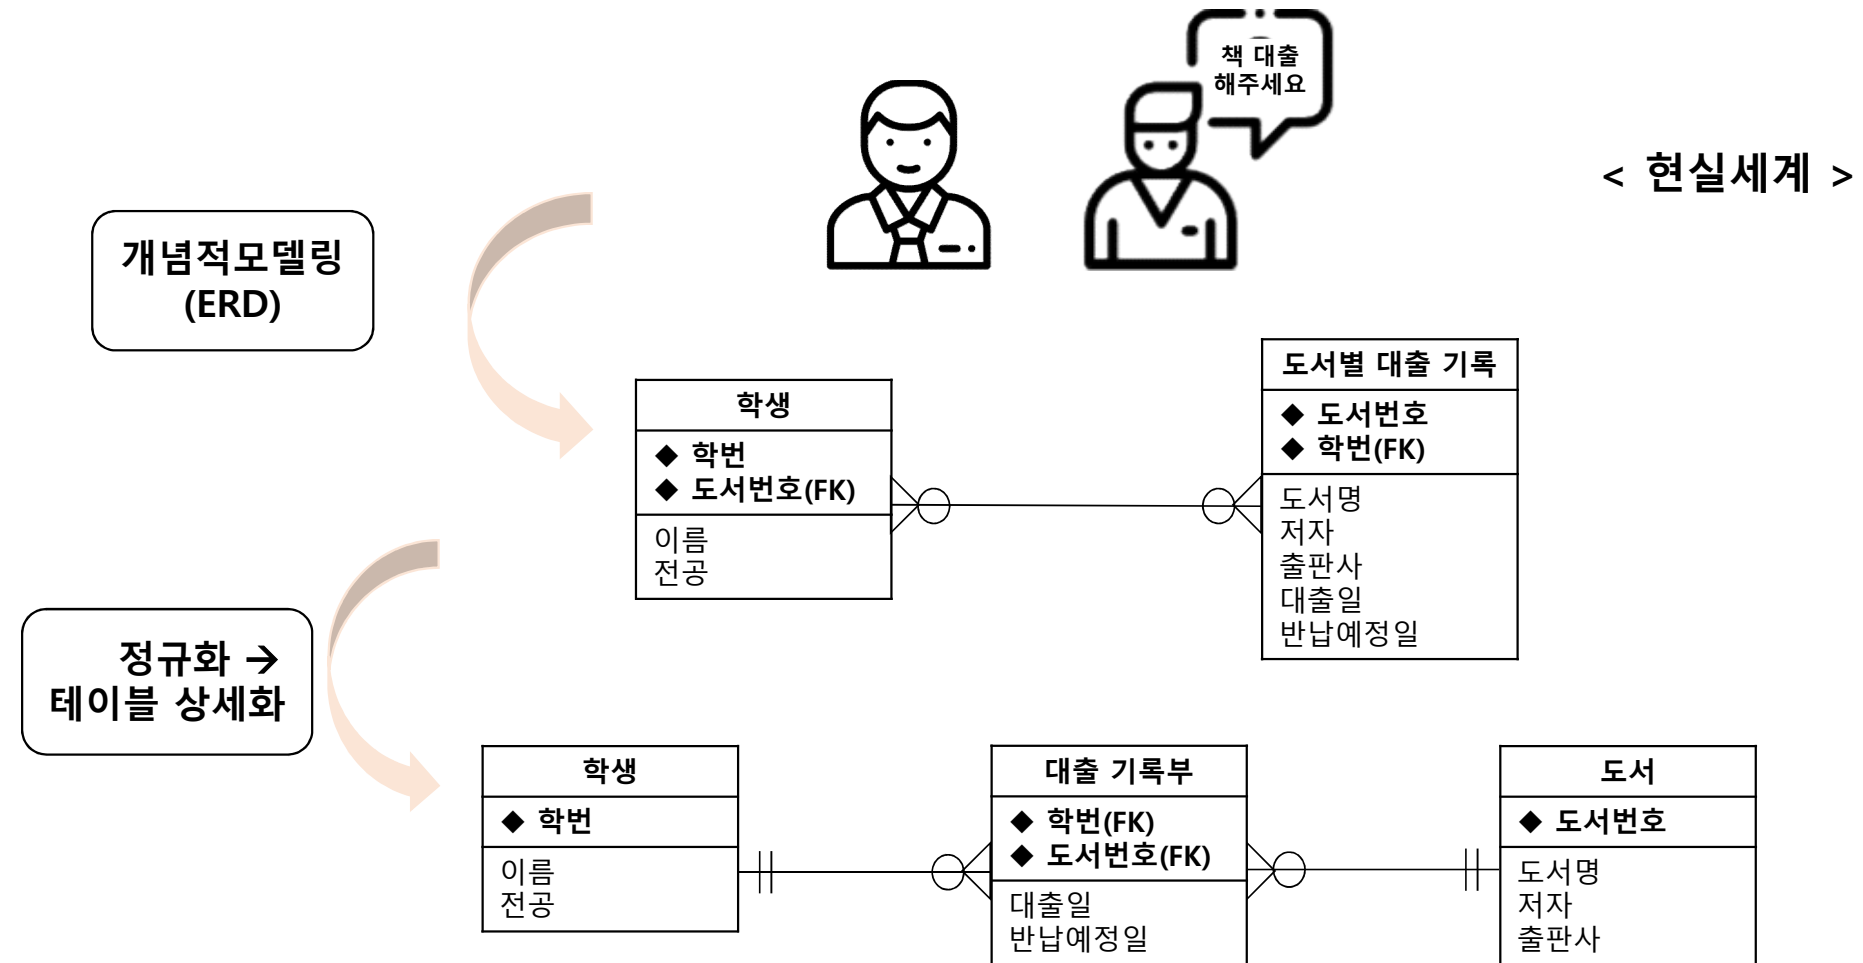 책 대출
해주세요
< 현실세계 >
개념적모델링
(ERD)
학생
◆ 학번
◆ 도서번호(FK)
이름
전공
도서별 대출 기록
◆ 도서번호
◆ 학번(FK)
도서명
저자
출판사
대출일
반납예정일
정규화 →
테이블 상세화
학생
◆ 학번
이름
전공
대출 기록부
◆ 학번(FK)
◆ 도서번호(FK)
대출일
반납예정일
도서
◆ 도서번호
도서명
저자
출판사